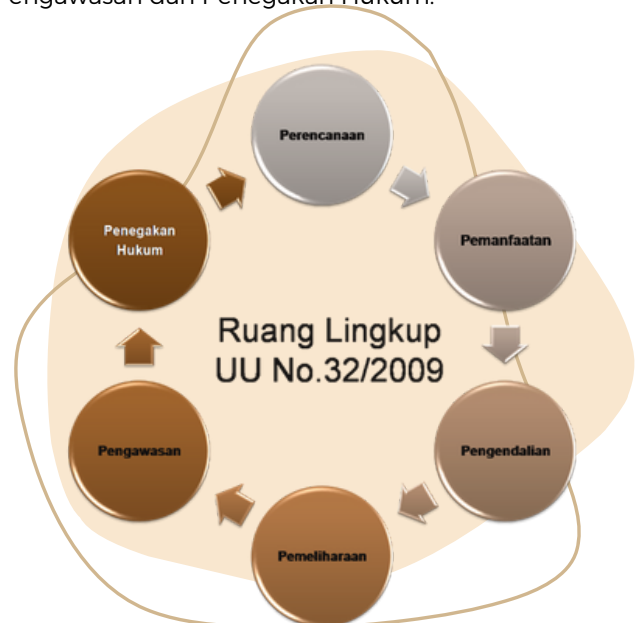 engawasan dan Penegakan Hukum.
Perencanaan
Pemanfaatan
Pengendalian
Pemeliharaan
Pengawasan
Penegakan
Hukum
Ruang Lingkup
UU No.32/2009